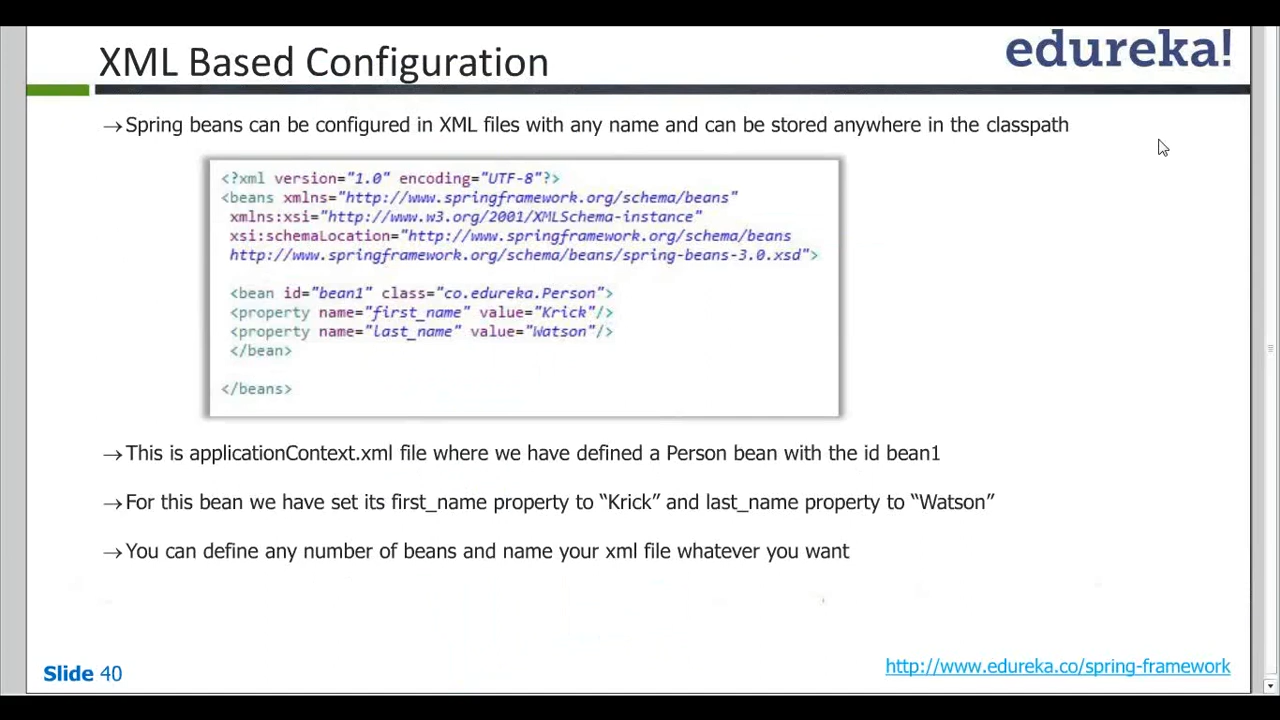 XML Based Configuration
edureka!
→Spring beans can be configured in XML files with any name and can be stored anywhere in the classpath
<?xml version="1.0" encoding="UTF-8"?>
<beans xmlns="http://www.springframework.org/schema/beans"
xmlns:xsi="http://www.w3.org/2001/XMLSchema-instance"
xsi:schemaLocation="http://www.springframework.org/schema/beans
http://www.springframework.org/schema/beans/spring-beans-3.0.xsd">
<bean id="bean1" class="co.edureka.Person">
<property name="first_name" value="Krick"/>
<property name="last_name" value="Watson"/>
</bean>
</beans>
→This is applicationContext.xml file where we have defined a Person bean with the id bean1
→For this bean we have set its first_name property to “Krick” and last_name property to “Watson”
→You can define any number of beans and name your xml file whatever you want
Slide 40
http://www.edureka.co/spring-framework